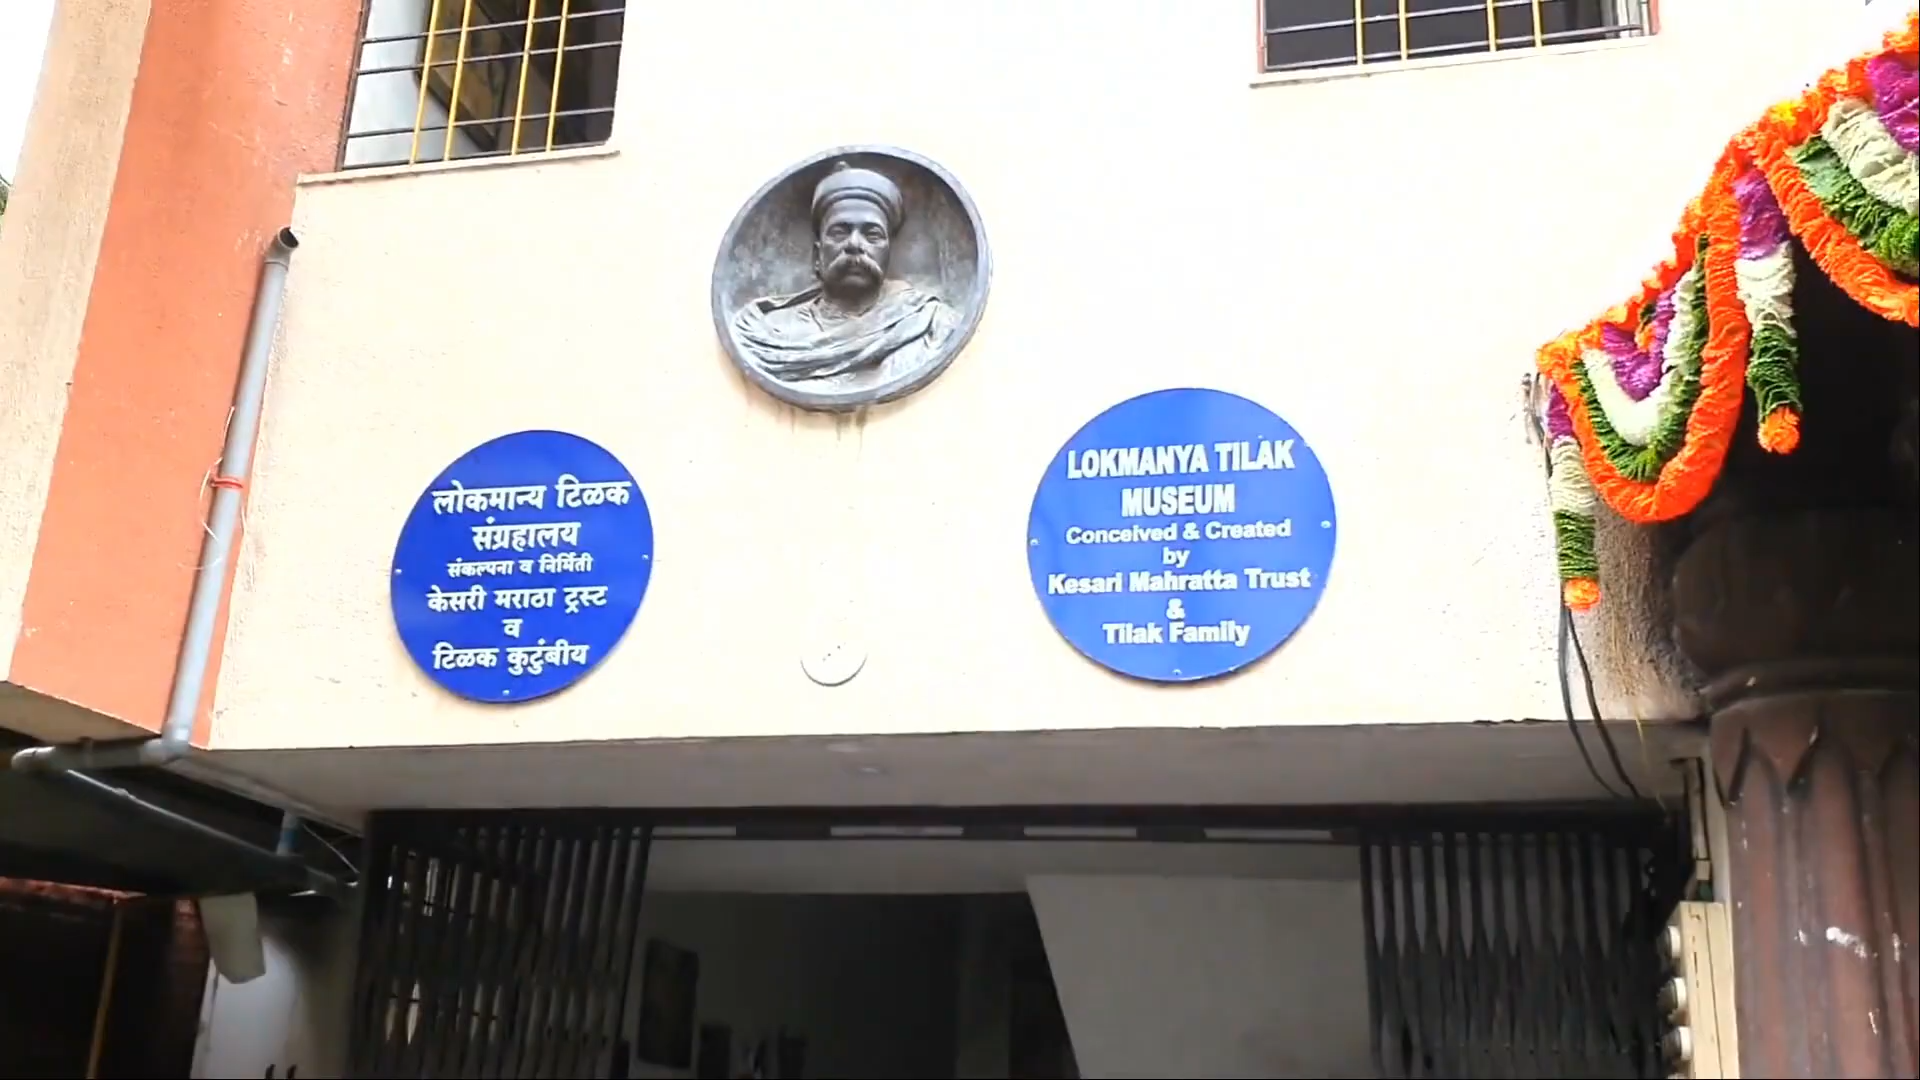 लोकमान्य टिळक
संग्रहालय
संकल्पना व निर्मिती
केसरी मराठा ट्रस्ट
व
टिळक कुटुंबीय
LOKMANYA TILAK
MUSEUM
Conceived & Created
by
Kesari Mahratta Trust
&
Tilak Family